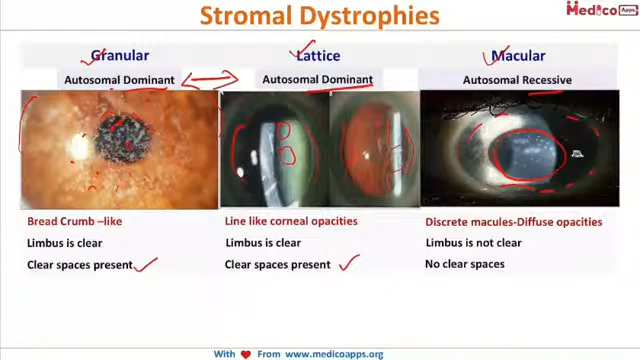 Stromal Dystrophies
Medico Apps
Granular
Lattice
Macular
Autosomal Dominant
Autosomal Dominant
Autosomal Recessive
Bread Crumb –like
Line like corneal opacities
Discrete macules-Diffuse opacities
Limbus is clear
Limbus is clear
Limbus is not clear
Clear spaces present
Clear spaces present
No clear spaces
With From www.medicoapps.org